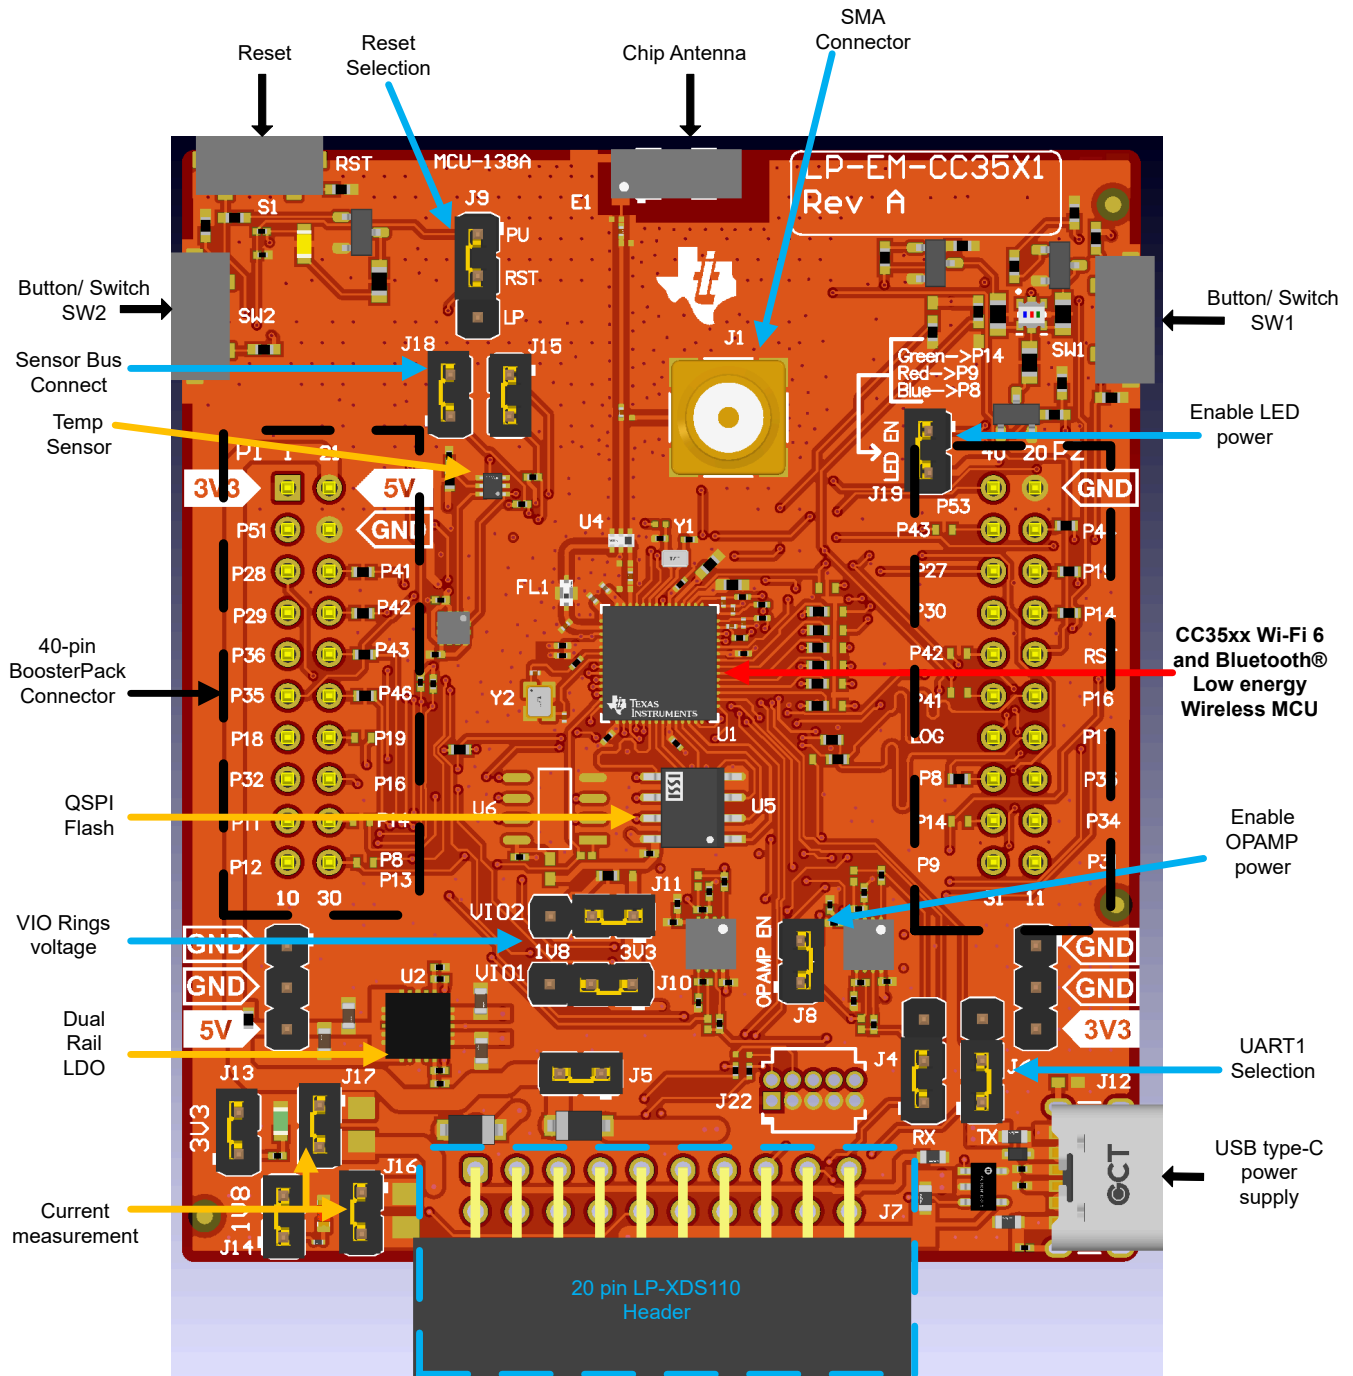 SMA
Connector
Reset
Reset
Selection
Chip Antenna
RST
MCU-138A
LP-EM-CC35X1
Rev A
S1
J9
E1
PU
RST
LP
Button/ Switch
SW2
SW2
Button/ Switch
SW1
SW1
J18
J15
J1
Green->P14
Red->P9
Blue->P8
Sensor Bus
Connect
Enable LED
power
LED EN
J19
Temp
Sensor
P1 1 21
40 20 P2
3V3
5V
GND
P53
GND
P51
P43
U4
Y1
P28
P41
FL1
P27
P29
P42
P30
P14
P36
P43
P42
RST
40-pin
BoosterPack
Connector
P35
P46
P41
P16
CC35xx Wi-Fi 6
and Bluetooth®
Low energy
Wireless MCU
Y2
TEXAS
INSTRUMENTS
U1
P18
P19
LOG
P32
P16
P8
QSPI
Flash
U6
ISSI
U5
P11
P14
P14
P34
P12
P8
P13
P9
10 30
31 11
Enable
OPAMP
power
VIO Rings
voltage
VIO2
J11
1V8
3V3
VIO1
J10
OPAMP EN
J8
GND
GND
5V
GND
GND
3V3
U2
Dual
Rail
LDO
J13
J17
J5
J22
J4
J12
UART1
Selection
3V3
RX
TX
J16
1V8
J14
J7
CCT
USB type-C
power
supply
Current
measurement
20 pin LP-XDS110
Header